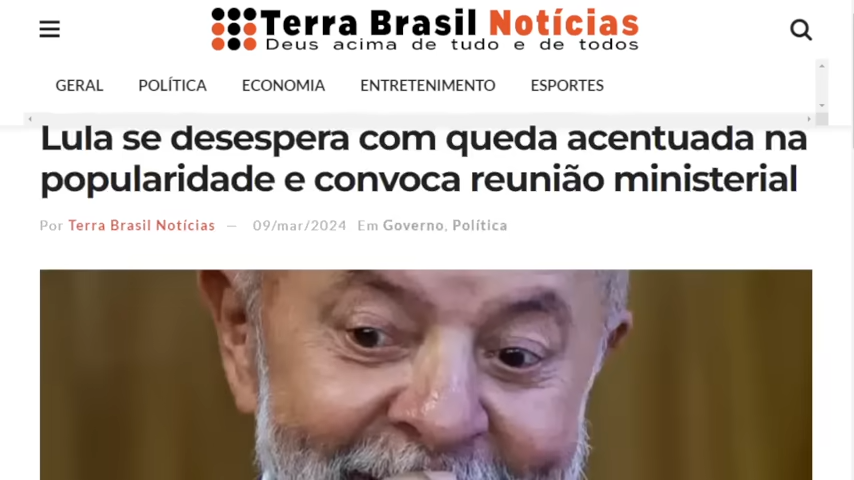 Terra Brasil Notícias
Deus acima de tudo e de todos
GERAL POLÍTICA ECONOMIA ENTRETENIMENTO ESPORTES
Lula se desespera com queda acentuada na
popularidade e convoca reunião ministerial
Por Terra Brasil Notícias — 09/mar/2024 Em Governo, Política